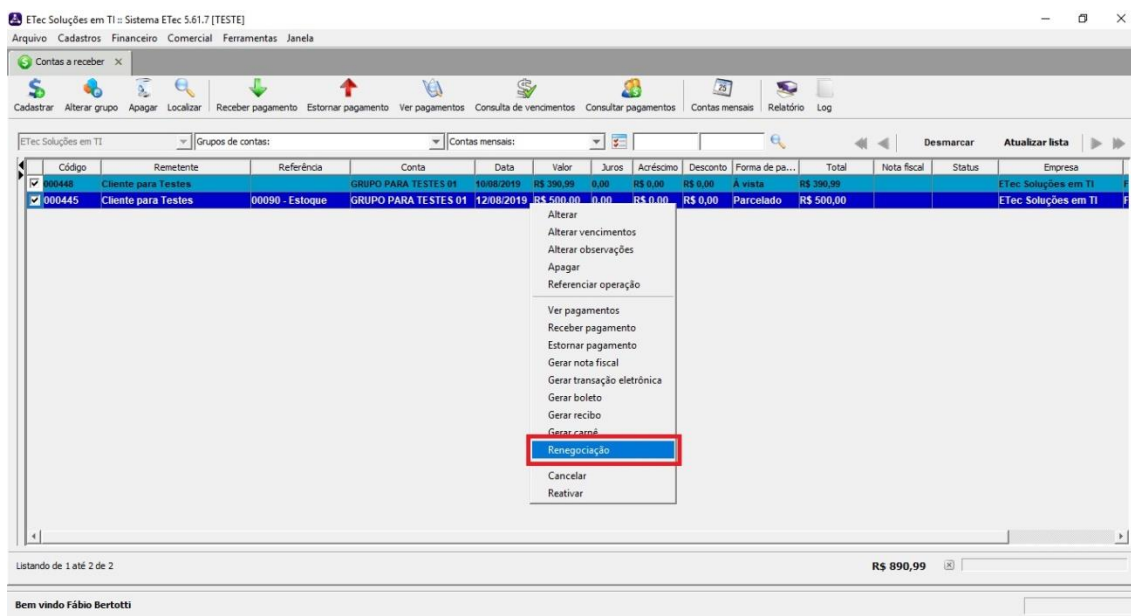 ETec Soluções em TI :: Sistema ETec 5.61.7 [TESTE]
Arquivo Cadastros Financeiro Comercial Ferramentas Janela
Contas a receber
Cadastrar Alterar grupo Apagar Localizar Receber pagamento Estornar pagamento Ver pagamentos Consulta de vencimentos Consultar pagamentos Contas mensais Relatório Log
ETec Soluções em TI Grupos de contas: Contas mensais: Desmarcar Atualizar lista
Código Remetente Referência Conta Data Valor Juros Acréscimo Desconto Forma de pa... Total Nota fiscal Status Empresa
000448 Cliente para Testes GRUPO PARA TESTES 01 10/08/2019 R$ 390,99 0,00 R$ 0,00 R$ 0,00 À vista R$ 390,99 ETec Soluções em TI F
000445 Cliente para Testes 00090 - Estoque GRUPO PARA TESTES 01 12/08/2019 R$ 500,00 0,00 R$ 0,00 R$ 0,00 Parcelado R$ 500,00 ETec Soluções em TI F
Alterar
Alterar vencimentos
Alterar observações
Apagar
Referenciar operação
Ver pagamentos
Receber pagamento
Estornar pagamento
Gerar nota fiscal
Gerar transação eletrônica
Gerar boleto
Gerar recibo
Gerar carnê
Renegociação
Cancelar
Reativar
Listando de 1 até 2 de 2 R$ 890,99
Bem vindo Fábio Bertotti